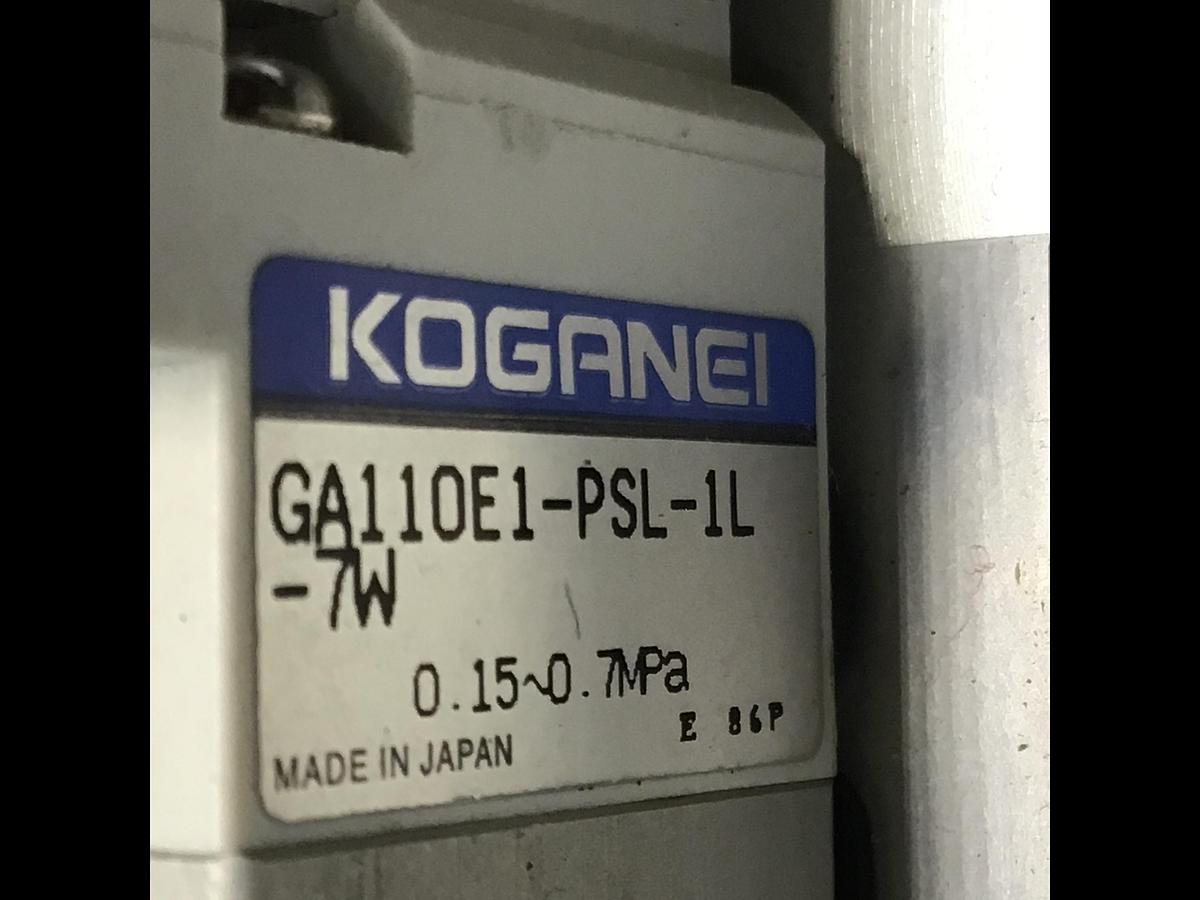 KOGANEI
GA110E1-PSL-1L
-7W
0.15~0.7MPa
E 86P
MADE IN JAPAN